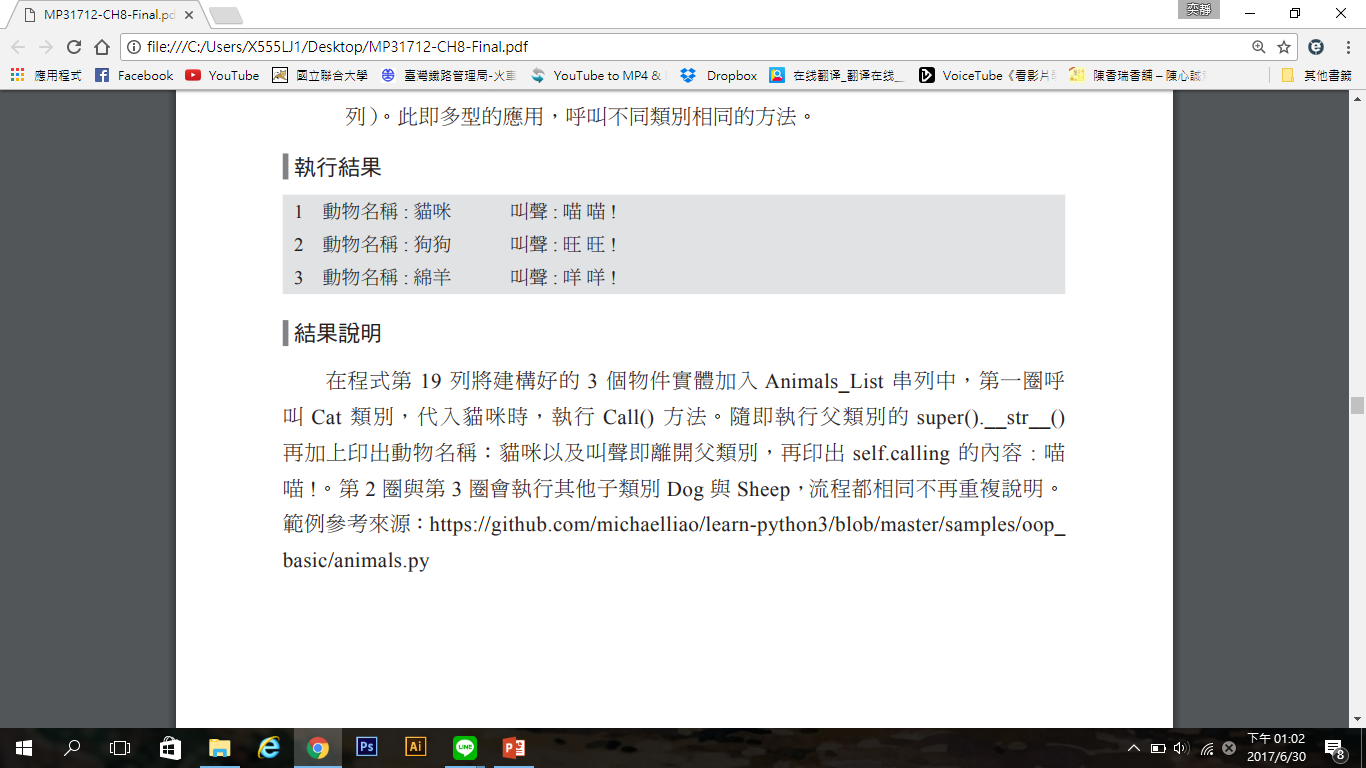 MP31712-CH8-Final.pd
奕靜
file:///C:/Users/X555LJ1/Desktop/MP31712-CH8-Final.pdf
應用程式 Facebook YouTube 國立聯合大學 臺灣鐵路管理局-火車 YouTube to MP4 & Dropbox 在线翻译_翻译在线_ VoiceTube《看影片 陳香瑞香舖 – 陳心誠 其他書籤
列)。此即多型的應用，呼叫不同類別相同的方法。
執行結果
1 動物名稱 : 貓咪 叫聲 : 喵 喵 !
2 動物名稱 : 狗狗 叫聲 : 旺 旺 !
3 動物名稱 : 綿羊 叫聲 : 咩 咩 !
結果說明
在程式第 19 列將建構好的 3 個物件實體加入 Animals_List 串列中，第一圈呼
叫 Cat 類別，代入貓咪時，執行 Call() 方法。隨即執行父類別的 super().__str__()
再加上印出動物名稱：貓咪以及叫聲即離開父類別，再印出 self.calling 的內容 : 喵
喵 !。第 2 圈與第 3 圈會執行其他子類別 Dog 與 Sheep，流程都相同不再重複說明。
範例參考來源：https://github.com/michaelliao/learn-python3/blob/master/samples/oop_
basic/animals.py
Ps Ai LINE P
下午 01:02
2017/6/30
8